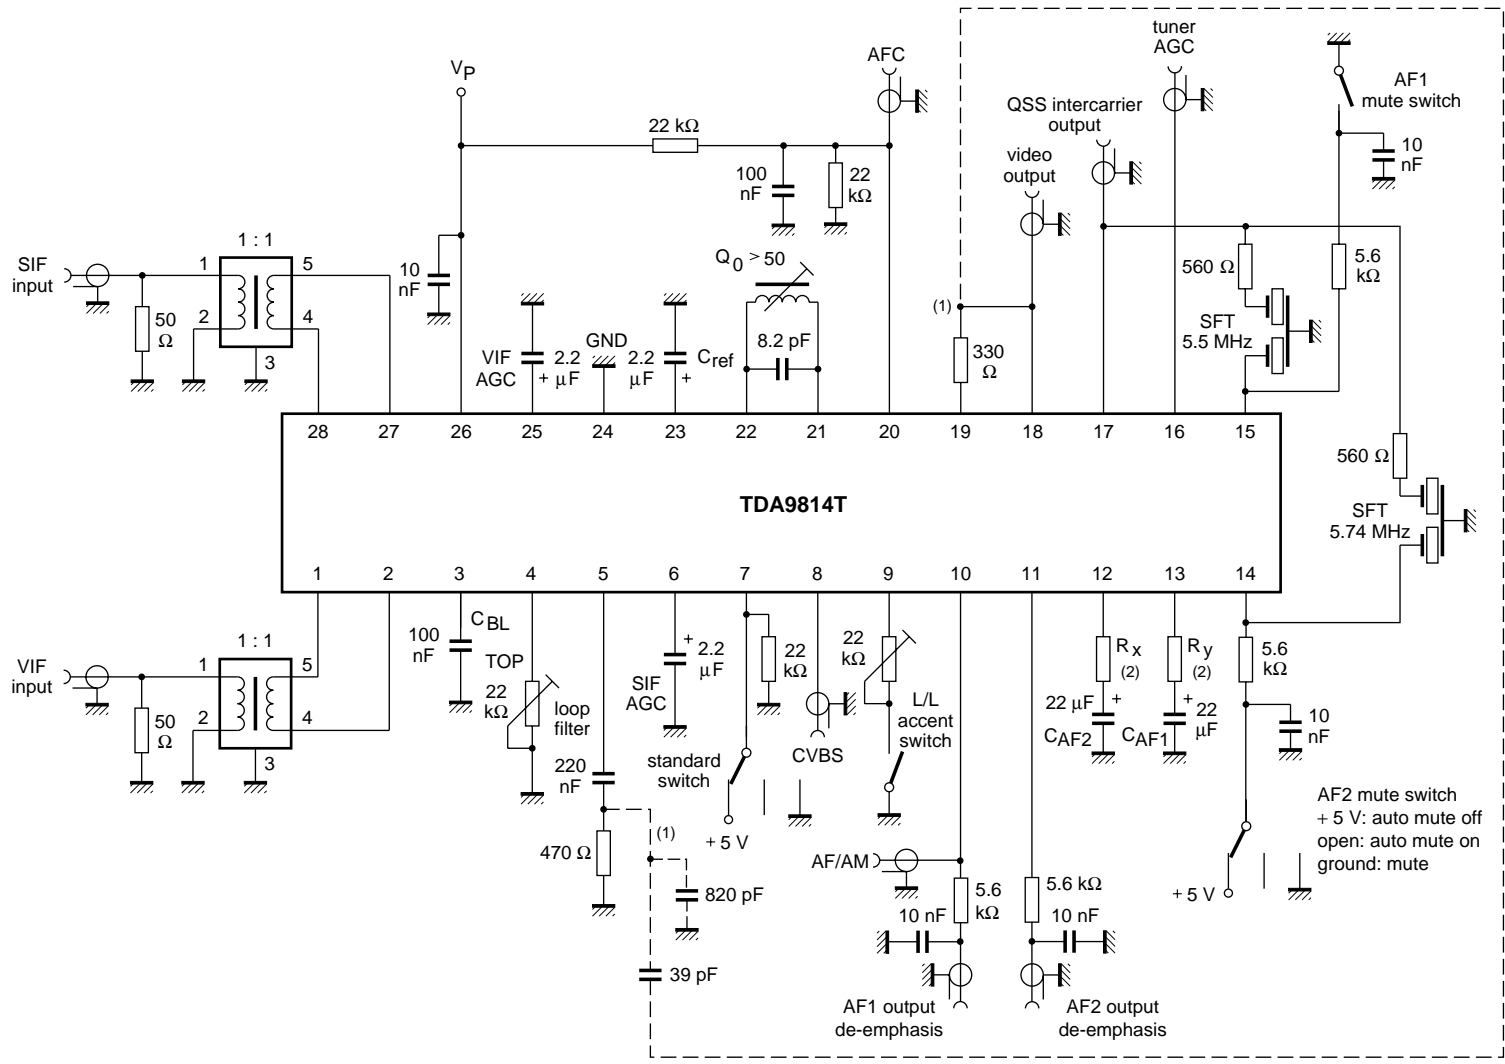 tuner
AGC
AFC
VP
AF1
mute switch
QSS intercarrier
output
22 kΩ
video
output
10
nF
100
nF
22
kΩ
1 : 1
SIF
input
1
5
2
4
3
50
Ω
10
nF
Q0 > 50
560 Ω
5.6
kΩ
(1)
SFT
5.5 MHz
VIF
AGC
2.2
μF
+
GND
2.2
μF
+
Cref
8.2 pF
330
Ω
28
27
26
25
24
23
22
21
20
19
18
17
16
15
560 Ω
SFT
5.74 MHz
TDA9814T
1
2
3
4
5
6
7
8
9
10
11
12
13
14
1 : 1
VIF
input
1
5
2
4
3
50
Ω
100
nF
CBL
TOP
22
kΩ
loop
filter
220
nF
+
2.2
μF
SIF
AGC
22
kΩ
22
kΩ
L/L
accent
switch
Rx
(2)
Ry
(2)
5.6
kΩ
22 μF
+
CAF2
+
22
μF
CAF1
10
nF
standard
switch
CVBS
+ 5 V
(1)
470 Ω
820 pF
39 pF
AF/AM
5.6
kΩ
10 nF
5.6 kΩ
10 nF
AF2 mute switch
+ 5 V: auto mute off
open: auto mute on
ground: mute
+ 5 V
AF1 output
de-emphasis
AF2 output
de-emphasis